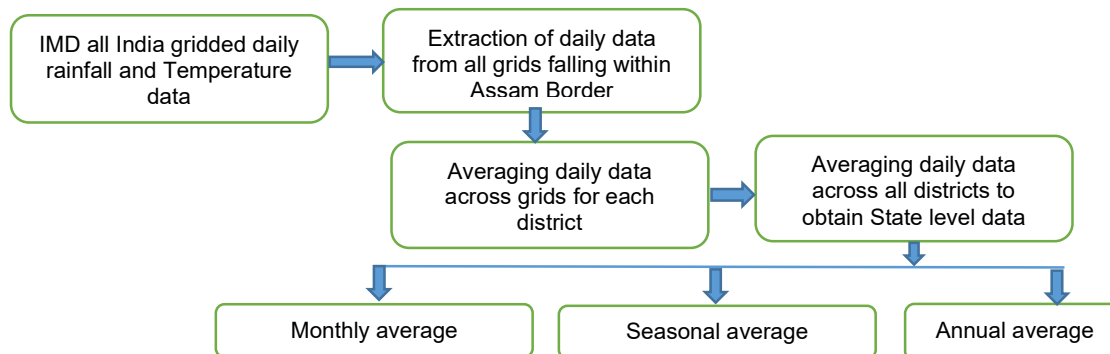 IMD all India gridded daily
rainfall and Temperature
data
Extraction of daily data
from all grids falling within
Assam Border
Averaging daily data
across grids for each
district
Averaging daily data
across all districts to
obtain State level data
Monthly average
Seasonal average
Annual average